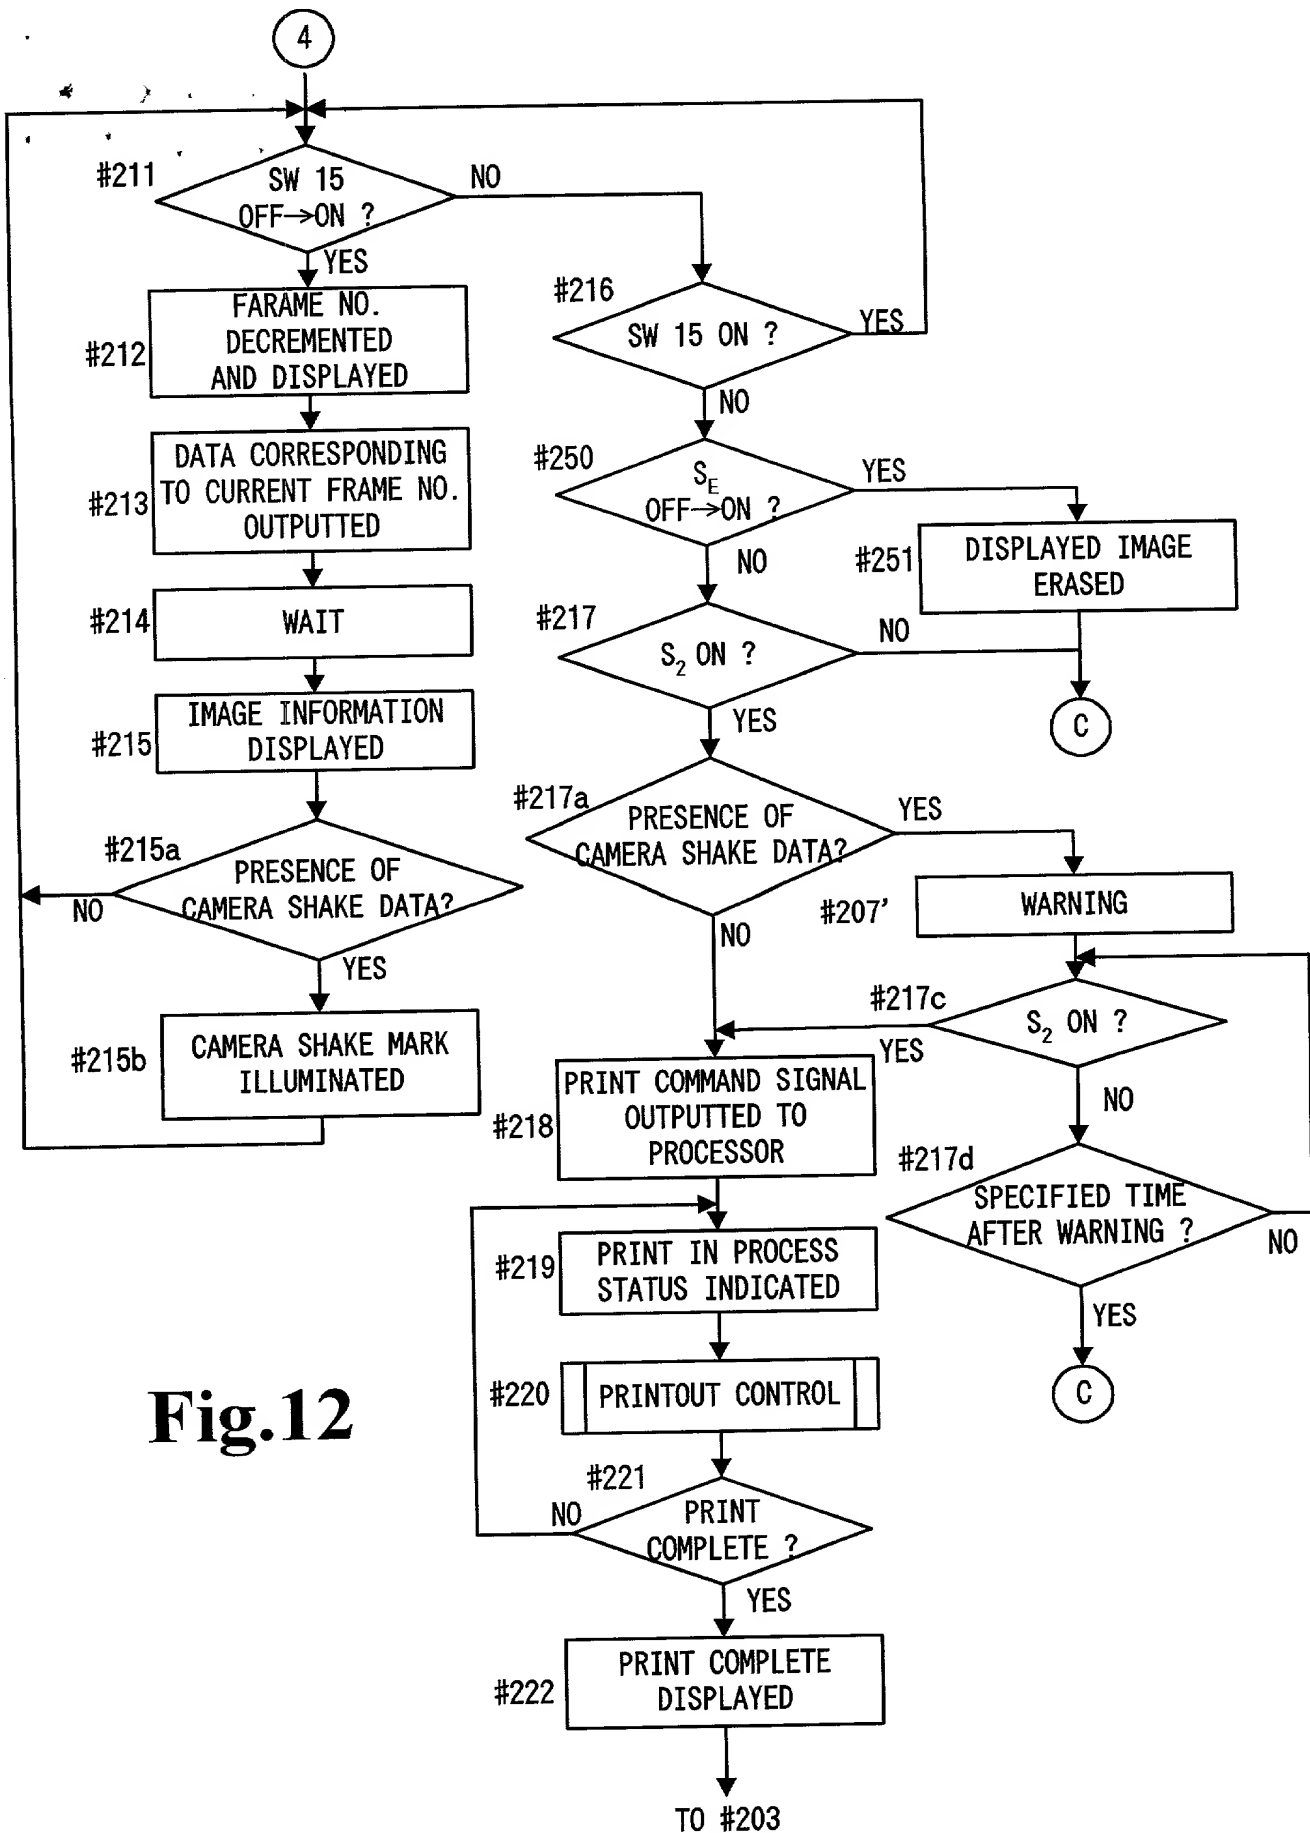 4
#211
SW 15
OFF→ON ?
NO
YES
#212
FARAME NO.
DECREMENTED
AND DISPLAYED
#213
DATA CORRESPONDING
TO CURRENT FRAME NO.
OUTPUTTED
#214
WAIT
#215
IMAGE INFORMATION
DISPLAYED
#215a
PRESENCE OF
CAMERA SHAKE DATA?
NO
YES
#215b
CAMERA SHAKE MARK
ILLUMINATED
#216
SW 15 ON ?
YES
NO
#250
SE
OFF→ON ?
YES
NO
#251
DISPLAYED IMAGE
ERASED
#217
S2 ON ?
NO
YES
C
#217a
PRESENCE OF
CAMERA SHAKE DATA?
YES
NO
#207'
WARNING
#217c
S2 ON ?
YES
NO
#217d
SPECIFIED TIME
AFTER WARNING ?
NO
YES
C
#218
PRINT COMMAND SIGNAL
OUTPUTTED TO
PROCESSOR
#219
PRINT IN PROCESS
STATUS INDICATED
#220
PRINTOUT CONTROL
#221
PRINT
COMPLETE ?
NO
YES
#222
PRINT COMPLETE
DISPLAYED
TO #203
Fig.12